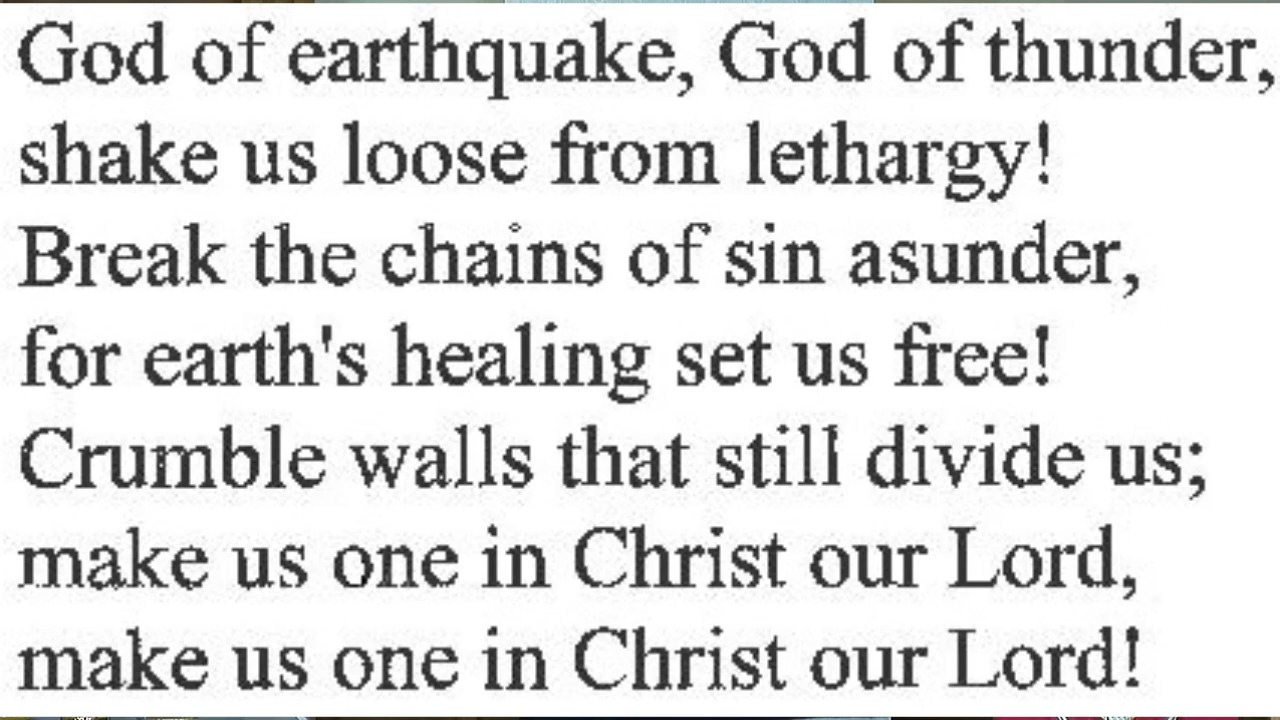 God of earthquake, God of thunder,
shake us loose from lethargy!
Break the chains of sin asunder,
for earth's healing set us free!
Crumble walls that still divide us;
make us one in Christ our Lord,
make us one in Christ our Lord!